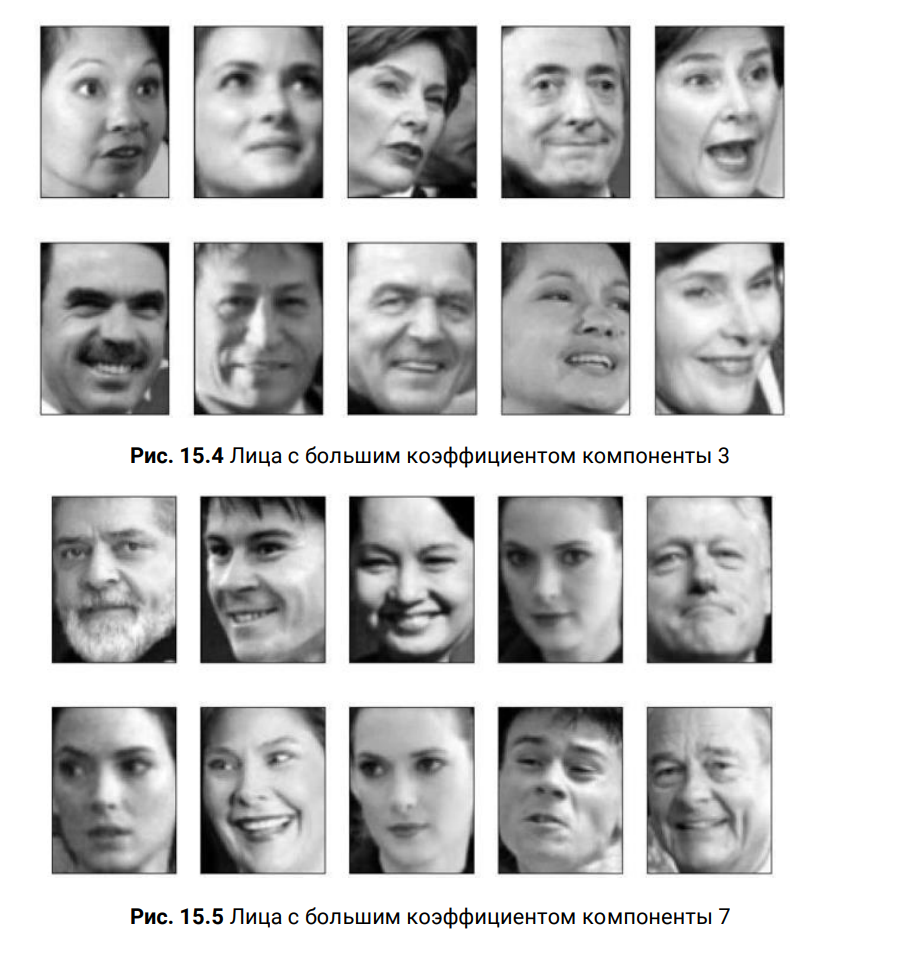 Рис. 15.4 Лица с большим коэффициентом компоненты 3
Рис. 15.5 Лица с большим коэффициентом компоненты 7